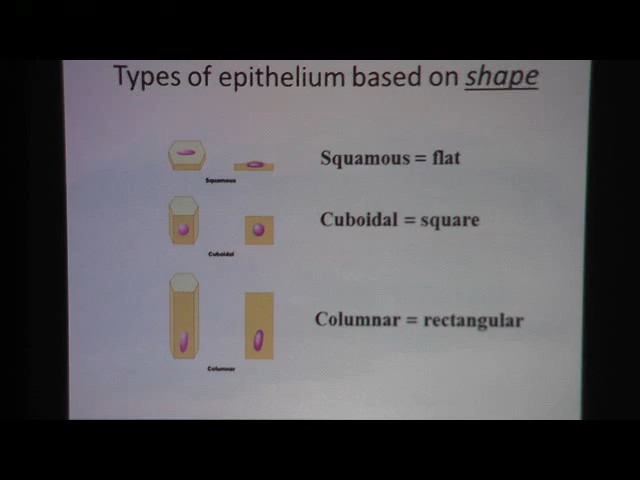 Types of epithelium based on shape
Squamous = flat
Squamous
Cuboidal = square
Cuboidal
Columnar = rectangular
Columnar